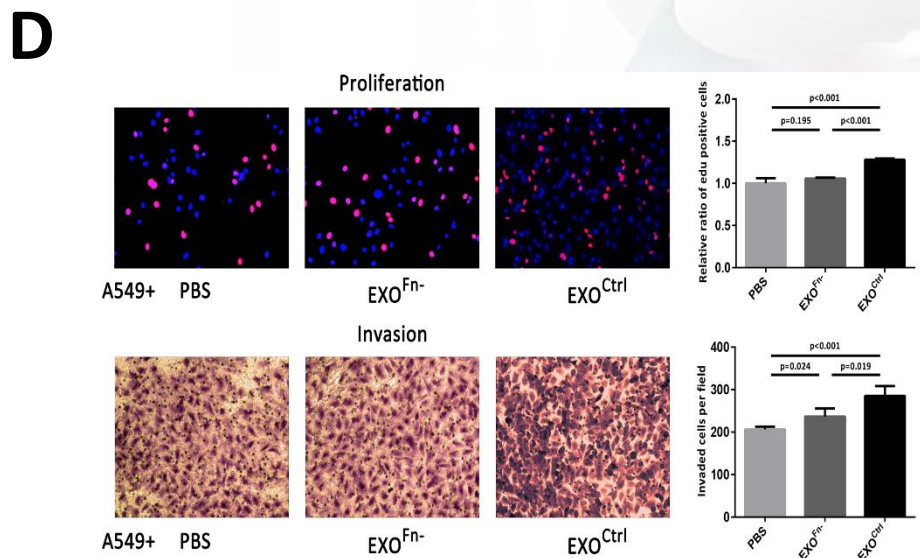 D
Proliferation
A549+ PBS EXO^Fn- EXO^Ctrl
Relative ratio of edu positive cells
2.0
1.5
1.0
0.5
0.0
p<0.001
p=0.195 p<0.001
PBS EXO^Fn- EXO^Ctrl
Invasion
A549+ PBS EXO^Fn- EXO^Ctrl
Invaded cells per field
400
300
200
100
0
p<0.001
p=0.024 p=0.019
PBS EXO^Fn- EXO^Ctrl